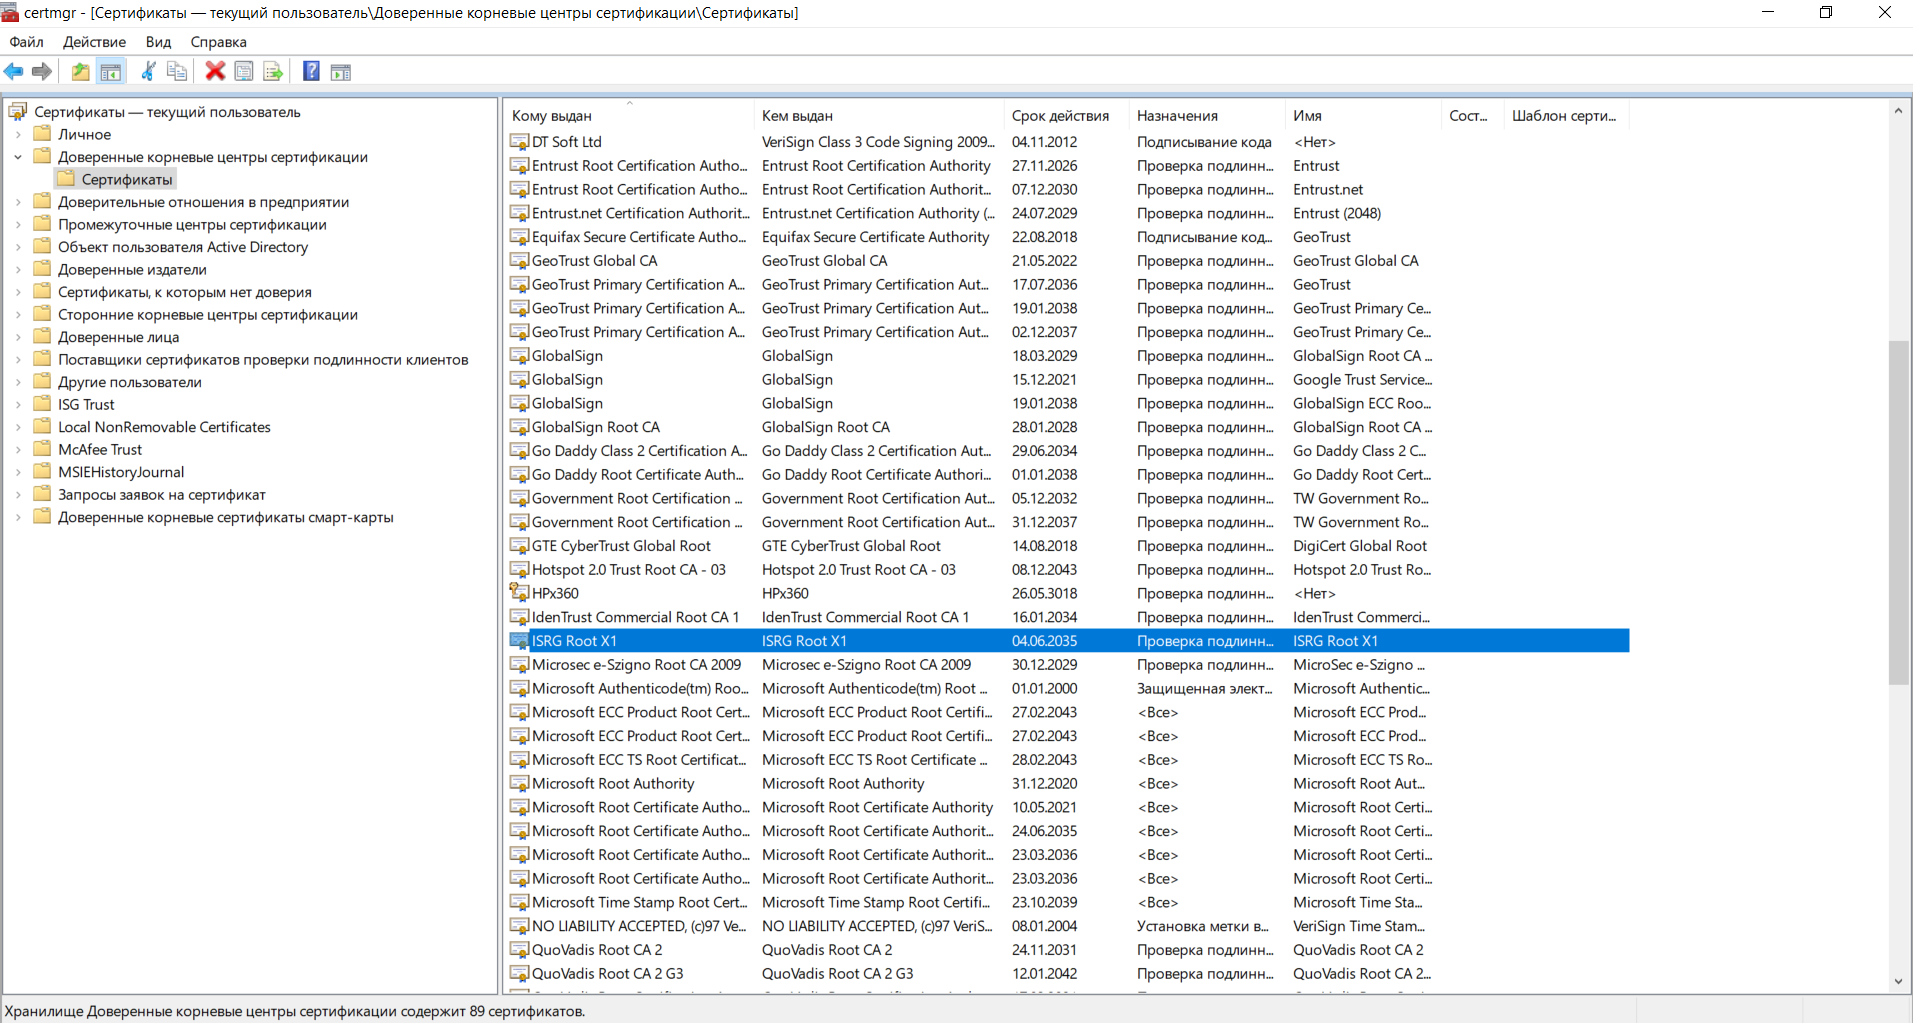 certmgr - [Сертификаты — текущий пользователь\Доверенные корневые центры сертификации\Сертификаты]
Файл Действие Вид Справка
Сертификаты — текущий пользователь
Личное
Доверенные корневые центры сертификации
Сертификаты
Доверительные отношения в предприятии
Промежуточные центры сертификации
Объект пользователя Active Directory
Доверенные издатели
Сертификаты, к которым нет доверия
Сторонние корневые центры сертификации
Доверенные лица
Поставщики сертификатов проверки подлинности клиентов
Другие пользователи
ISG Trust
Local NonRemovable Certificates
McAfee Trust
MSIEHistoryJournal
Запросы заявок на сертификат
Доверенные корневые сертификаты смарт-карты
Кому выдан Кем выдан Срок действия Назначения Имя Сост... Шаблон серти...
DT Soft Ltd VeriSign Class 3 Code Signing 2009... 04.11.2012 Подписывание кода <Нет>
Entrust Root Certification Autho... Entrust Root Certification Authority 27.11.2026 Проверка подлинн... Entrust
Entrust Root Certification Autho... Entrust Root Certification Authorit... 07.12.2030 Проверка подлинн... Entrust.net
Entrust.net Certification Authorit... Entrust.net Certification Authority (... 24.07.2029 Проверка подлинн... Entrust (2048)
Equifax Secure Certificate Autho... Equifax Secure Certificate Authority 22.08.2018 Подписывание код... GeoTrust
GeoTrust Global CA GeoTrust Global CA 21.05.2022 Проверка подлинн... GeoTrust Global CA
GeoTrust Primary Certification A... GeoTrust Primary Certification Aut... 17.07.2036 Проверка подлинн... GeoTrust
GeoTrust Primary Certification A... GeoTrust Primary Certification Aut... 19.01.2038 Проверка подлинн... GeoTrust Primary Ce...
GeoTrust Primary Certification A... GeoTrust Primary Certification Aut... 02.12.2037 Проверка подлинн... GeoTrust Primary Ce...
GlobalSign GlobalSign 18.03.2029 Проверка подлинн... GlobalSign Root CA ...
GlobalSign GlobalSign 15.12.2021 Проверка подлинн... Google Trust Service...
GlobalSign GlobalSign 19.01.2038 Проверка подлинн... GlobalSign ECC Roo...
GlobalSign Root CA GlobalSign Root CA 28.01.2028 Проверка подлинн... GlobalSign Root CA ...
Go Daddy Class 2 Certification A... Go Daddy Class 2 Certification Aut... 29.06.2034 Проверка подлинн... Go Daddy Class 2 C...
Go Daddy Root Certificate Auth... Go Daddy Root Certificate Authori... 01.01.2038 Проверка подлинн... Go Daddy Root Cert...
Government Root Certification ... Government Root Certification Aut... 05.12.2032 Проверка подлинн... TW Government Ro...
Government Root Certification ... Government Root Certification Aut... 31.12.2037 Проверка подлинн... TW Government Ro...
GTE CyberTrust Global Root GTE CyberTrust Global Root 14.08.2018 Проверка подлинн... DigiCert Global Root
Hotspot 2.0 Trust Root CA - 03 Hotspot 2.0 Trust Root CA - 03 08.12.2043 Проверка подлинн... Hotspot 2.0 Trust Ro...
HPx360 HPx360 26.05.3018 Проверка подлинн... <Нет>
IdenTrust Commercial Root CA 1 IdenTrust Commercial Root CA 1 16.01.2034 Проверка подлинн... IdenTrust Commerci...
ISRG Root X1 ISRG Root X1 04.06.2035 Проверка подлинн... ISRG Root X1
Microsec e-Szigno Root CA 2009 Microsec e-Szigno Root CA 2009 30.12.2029 Проверка подлинн... MicroSec e-Szigno ...
Microsoft Authenticode(tm) Roo... Microsoft Authenticode(tm) Root ... 01.01.2000 Защищенная элект... Microsoft Authentic...
Microsoft ECC Product Root Cert... Microsoft ECC Product Root Certifi... 27.02.2043 <Все> Microsoft ECC Prod...
Microsoft ECC Product Root Cert... Microsoft ECC Product Root Certifi... 27.02.2043 <Все> Microsoft ECC Prod...
Microsoft ECC TS Root Certificat... Microsoft ECC TS Root Certificate ... 28.02.2043 <Все> Microsoft ECC TS Ro...
Microsoft Root Authority Microsoft Root Authority 31.12.2020 <Все> Microsoft Root Aut...
Microsoft Root Certificate Autho... Microsoft Root Certificate Authority 10.05.2021 <Все> Microsoft Root Certi...
Microsoft Root Certificate Autho... Microsoft Root Certificate Authorit... 24.06.2035 <Все> Microsoft Root Certi...
Microsoft Root Certificate Autho... Microsoft Root Certificate Authorit... 23.03.2036 <Все> Microsoft Root Certi...
Microsoft Root Certificate Autho... Microsoft Root Certificate Authorit... 23.03.2036 <Все> Microsoft Root Certi...
Microsoft Time Stamp Root Cert... Microsoft Time Stamp Root Certifi... 23.10.2039 <Все> Microsoft Time Sta...
NO LIABILITY ACCEPTED, (c)97 Ve... NO LIABILITY ACCEPTED, (c)97 VeriS... 08.01.2004 Установка метки в... VeriSign Time Stam...
QuoVadis Root CA 2 QuoVadis Root CA 2 24.11.2031 Проверка подлинн... QuoVadis Root CA 2
QuoVadis Root CA 2 G3 QuoVadis Root CA 2 G3 12.01.2042 Проверка подлинн... QuoVadis Root CA 2...
Хранилище Доверенные корневые центры сертификации содержит 89 сертификатов.